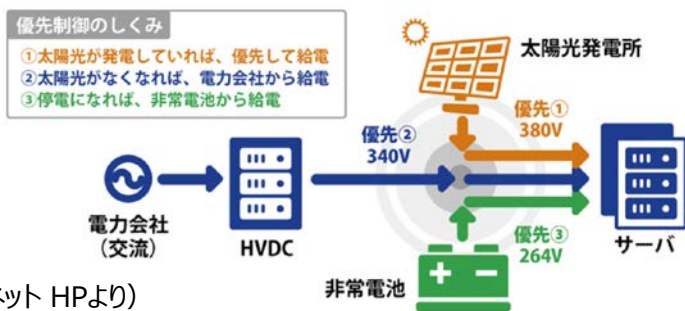 優先制御のしくみ
①太陽光が発電していれば、優先して給電
②太陽光がなくなれば、電力会社から給電
③停電になれば、非常電池から給電
太陽光発電所
優先①
380V
優先②
340V
電力会社
(交流)
HVDC
優先③
264V
サーバ
非常電池
ネット HPより)